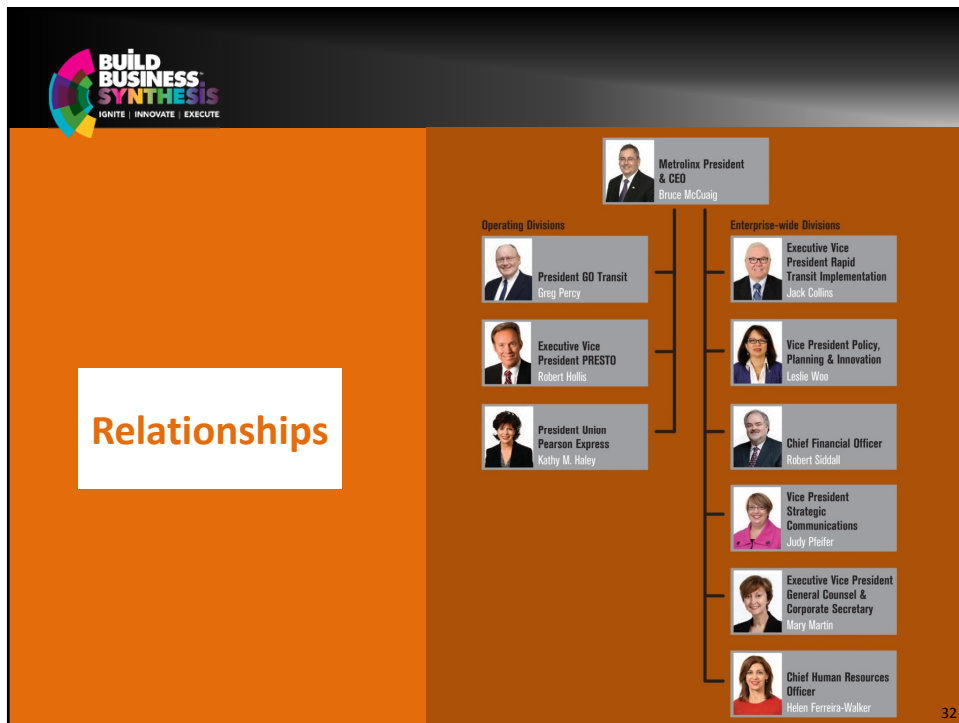 BUiLD
BUSINESS™
SYNTHESIS
IGNITE | INNOVATE | EXECUTE
Relationships
Metrolinx President
& CEO
Bruce McCuaig
Operating Divisions
President GO Transit
Greg Percy
Executive Vice
President PRESTO
Robert Hollis
President Union
Pearson Express
Kathy M. Haley
Enterprise-wide Divisions
Executive Vice
President Rapid
Transit Implementation
Jack Collins
Vice President Policy,
Planning & Innovation
Leslie Woo
Chief Financial Officer
Robert Siddall
Vice President
Strategic
Communications
Judy Pfeifer
Executive Vice President
General Counsel &
Corporate Secretary
Mary Martin
Chief Human Resources
Officer
Helen Ferreira-Walker
32